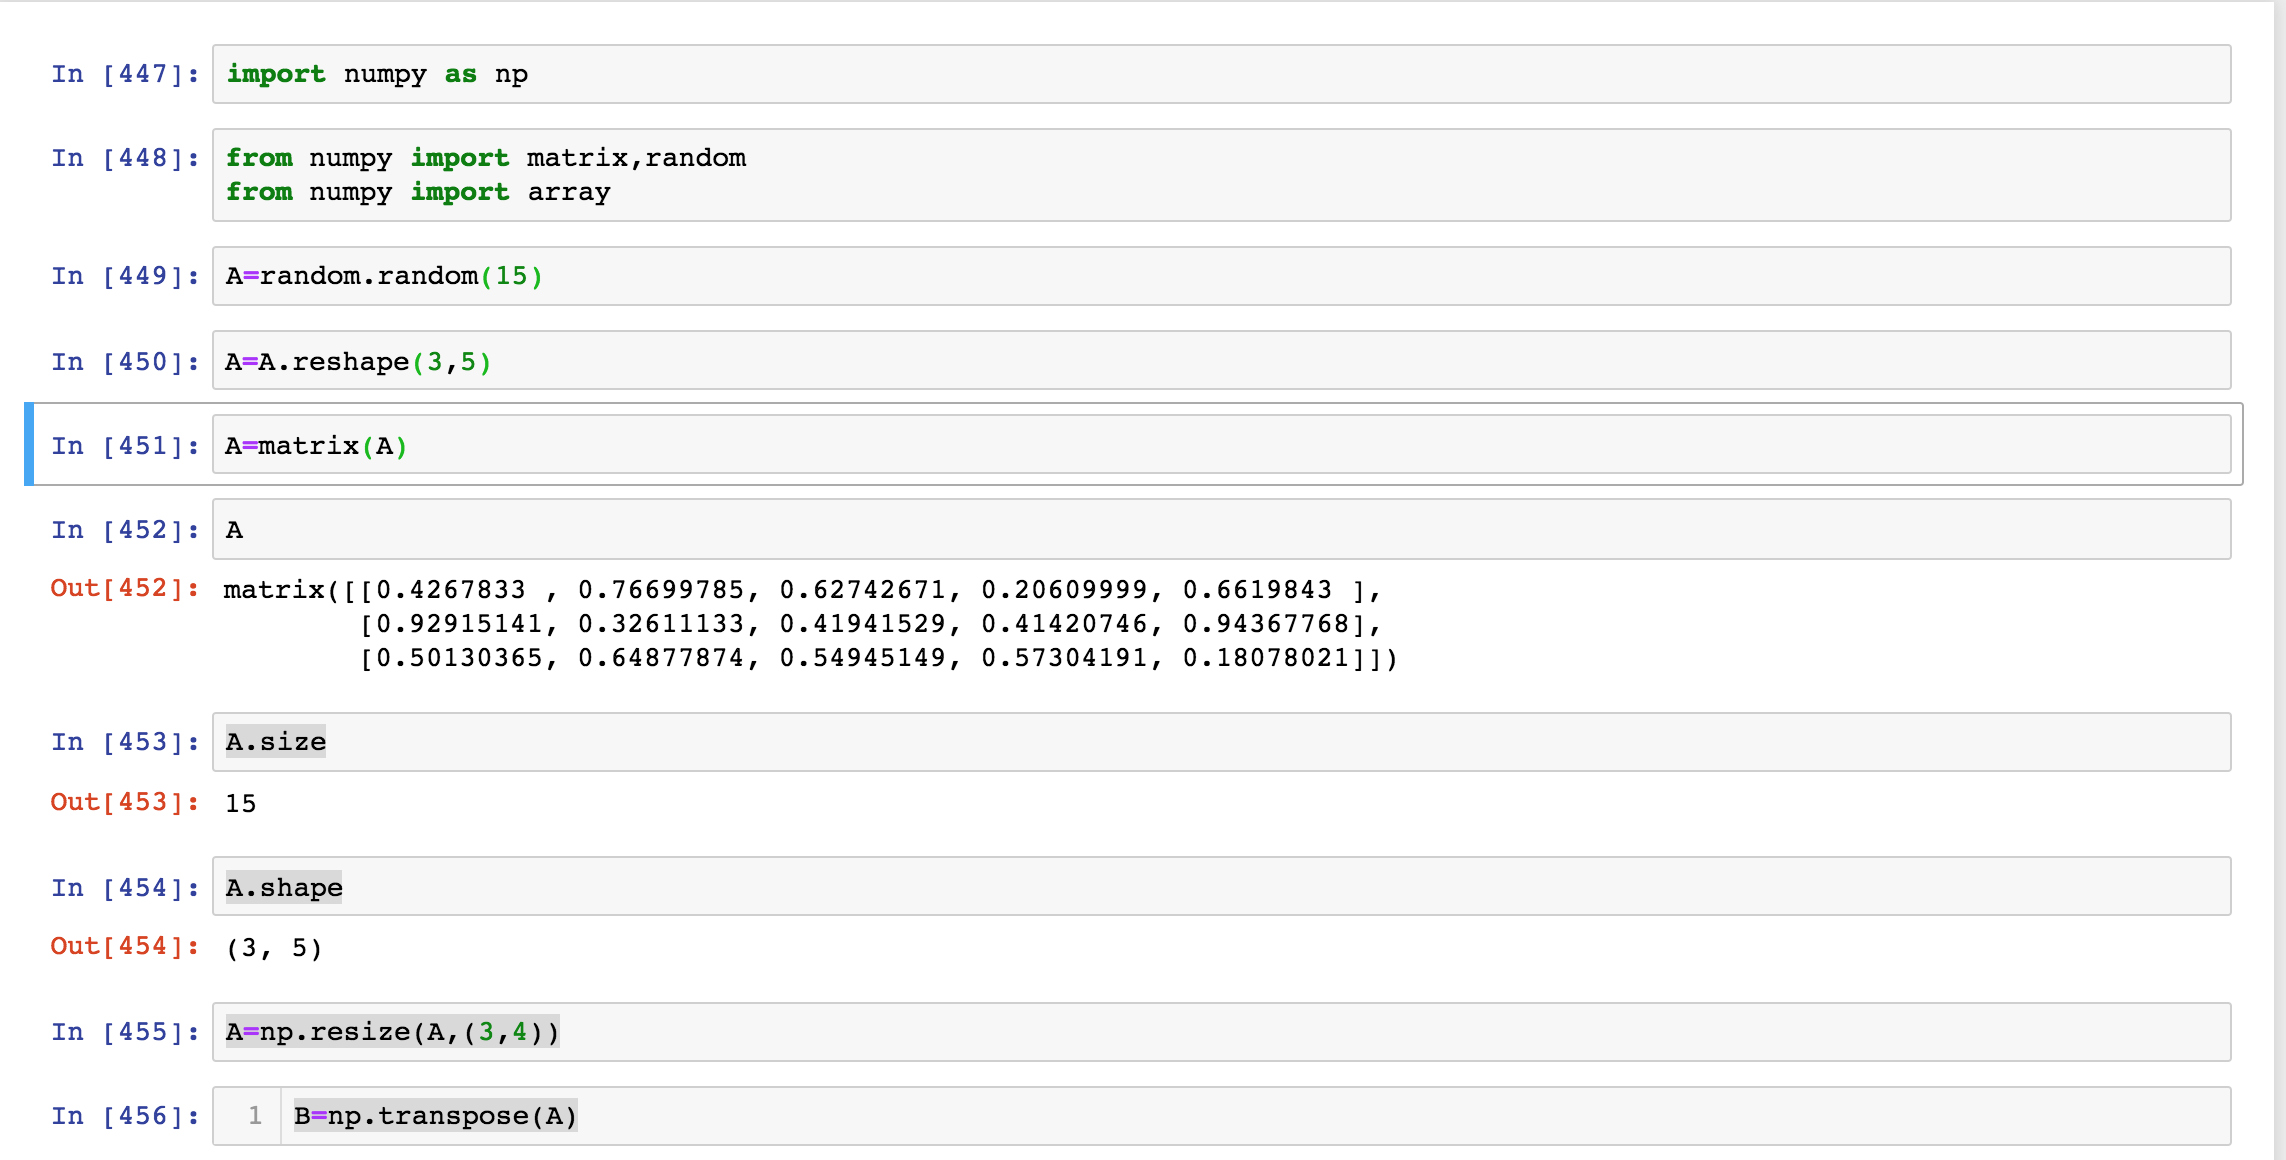 In [447]: import numpy as np
In [448]: from numpy import matrix,random
from numpy import array
In [449]: A=random.random(15)
In [450]: A=A.reshape(3,5)
In [451]: A=matrix(A)
In [452]: A
Out[452]: matrix([[0.4267833 , 0.76699785, 0.62742671, 0.20609999, 0.6619843 ],
[0.92915141, 0.32611133, 0.41941529, 0.41420746, 0.94367768],
[0.50130365, 0.64877874, 0.54945149, 0.57304191, 0.18078021]])
In [453]: A.size
Out[453]: 15
In [454]: A.shape
Out[454]: (3, 5)
In [455]: A=np.resize(A,(3,4))
In [456]: 1 B=np.transpose(A)